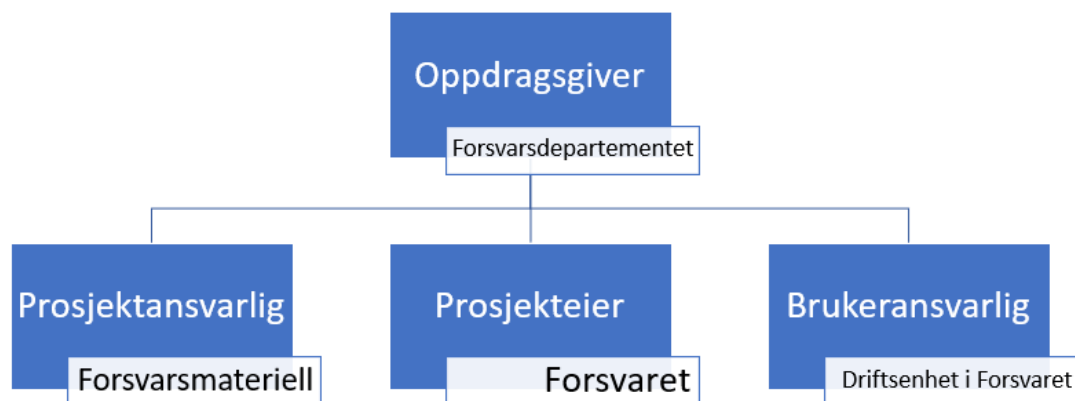 Oppdragsgiver
Forsvarsdepartementet
Prosjektansvarlig
Forsvarsmateriell
Prosjekteier
Forsvaret
Brukeransvarlig
Driftsenhet i Forsvaret